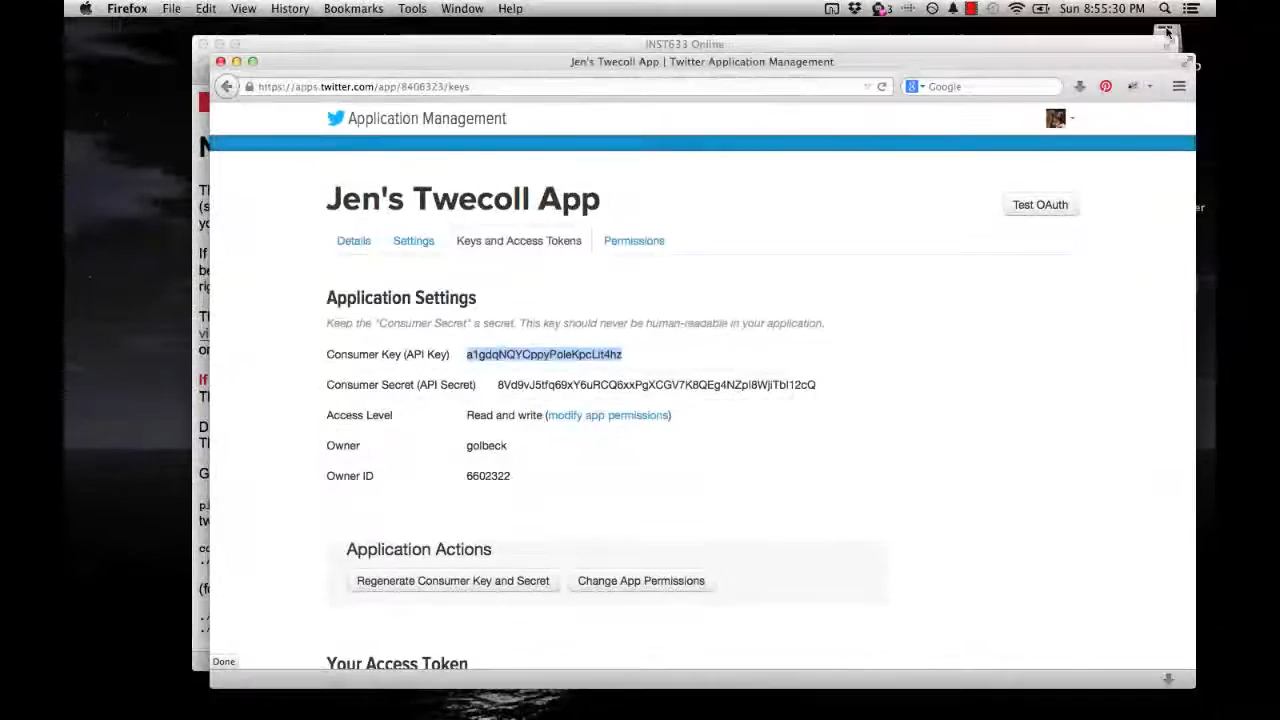 Firefox File Edit View History Bookmarks Tools Window Help
3 Sun 8:55:30 PM
INST633 Online
Jen's Twecoll App | Twitter Application Management
https://apps.twitter.com/app/8406323/keys
Google
Application Management
Jen's Twecoll App
Test OAuth
Details Settings Keys and Access Tokens Permissions
Application Settings
Keep the "Consumer Secret" a secret. This key should never be human-readable in your application.
Consumer Key (API Key)
Consumer Secret (API Secret)
Access Level Read and write (modify app permissions)
Owner golbeck
Owner ID 6602322
Application Actions
Regenerate Consumer Key and Secret Change App Permissions
Your Access Token
Done